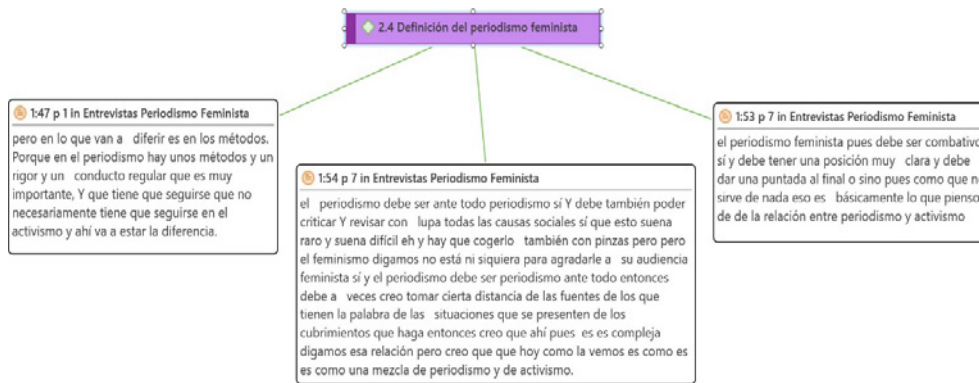 2.4 Definición del periodismo feminista
1:47 p 1 in Entrevistas Periodismo Feminista
pero en lo que van a diferir es en los métodos.
Porque en el periodismo hay unos métodos y un
rigor y un conducto regular que es muy
importante, Y que tiene que seguirse que no
necesariamente tiene que seguirse en el
activismo y ahí va a estar la diferencia.
1:54 p 7 in Entrevistas Periodismo Feminista
el periodismo debe ser ante todo periodismo sí Y debe también poder
criticar Y revisar con lupa todas las causas sociales sí que esto suena
raro y suena difícil eh y hay que cogerlo también con pinzas pero pero
el feminismo digamos no está ni siquiera para agradarle a su audiencia
feminista sí y el periodismo debe ser periodismo ante todo entonces
debe a veces creo tomar cierta distancia de las fuentes de los que
tienen la palabra de las situaciones que se presenten de los
cubrimientos que haga entonces creo que ahí pues es es compleja
digamos esa relación pero creo que que hoy como la vemos es como es
es como una mezcla de periodismo y de activismo.
1:53 p 7 in Entrevistas Periodismo Feminista
el periodismo feminista pues debe ser combativo
sí y debe tener una posición muy clara y debe
dar una puntada al final o sino pues como que no
sirve de nada eso es básicamente lo que pienso
de de la relación entre periodismo y activismo